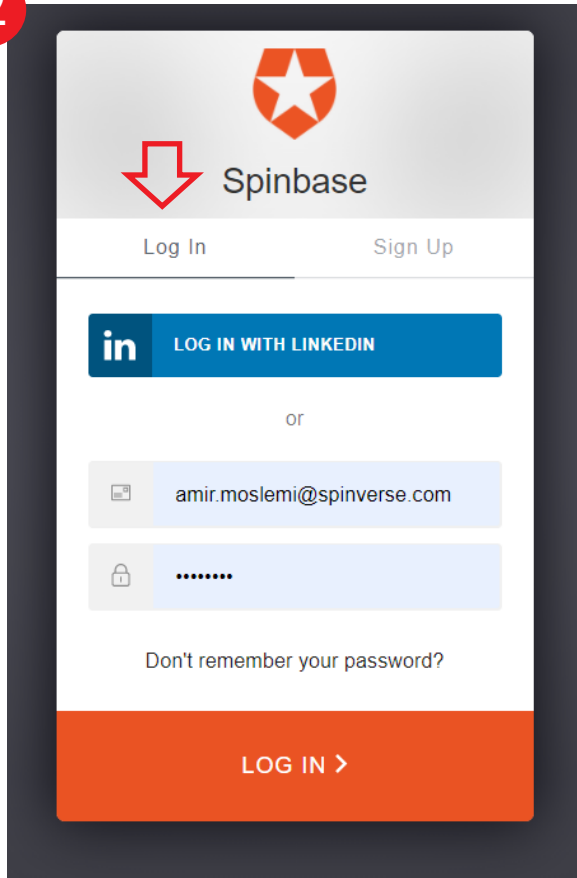 Spinbase
Log In Sign Up
in LOG IN WITH LINKEDIN
or
amir.moslemi@spinverse.com
••••••••
Don't remember your password?
LOG IN >